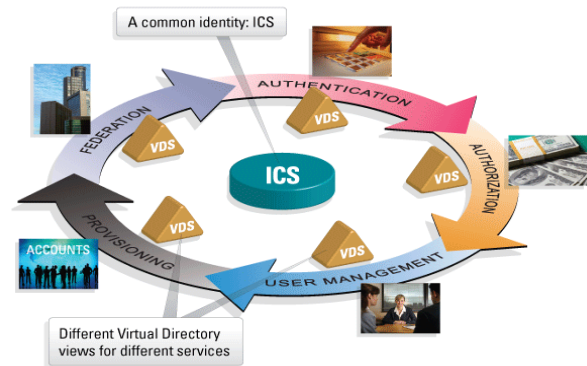 A common identity: ICS
AUTHENTICATION
FEDERATION
VDS
VDS
ICS
VDS
AUTHORIZATION
VDS
VDS
PROVISIONING
ACCOUNTS
USER MANAGEMENT
Different Virtual Directory
views for different services